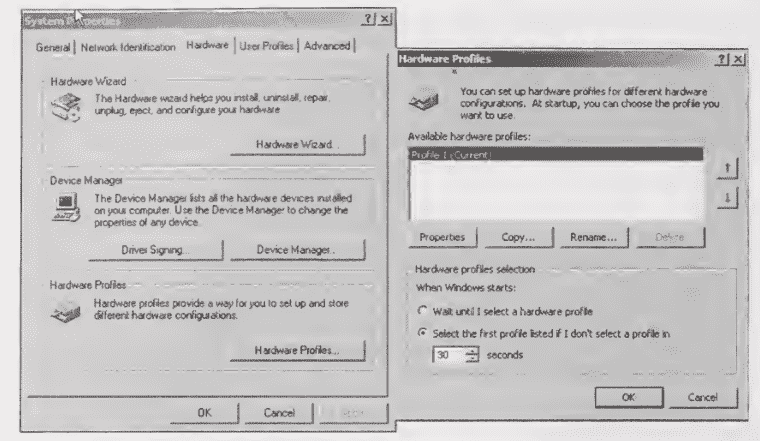 System Properties
General
Network Identification
Hardware
User Profiles
Advanced
Hardware Wizard
The Hardware wizard helps you install, uninstall, repair,
unplug, eject, and configure your hardware
Hardware Wizard...
Device Manager
The Device Manager lists all the hardware devices installed
on your computer. Use the Device Manager to change the
properties of any device.
Driver Signing...
Device Manager...
Hardware Profiles
Hardware profiles provide a way for you to set up and store
different hardware configurations.
Hardware Profiles...
OK
Cancel
Apply
Hardware Profiles
You can set up hardware profiles for different hardware
configurations. At startup, you can choose the profile you
want to use.
Available hardware profiles:
Profile 1 (Current)
Properties
Copy...
Rename...
Delete
Hardware profiles selection
When Windows starts:
Wait until I select a hardware profile
Select the first profile listed if I don't select a profile in
30 seconds
OK
Cancel